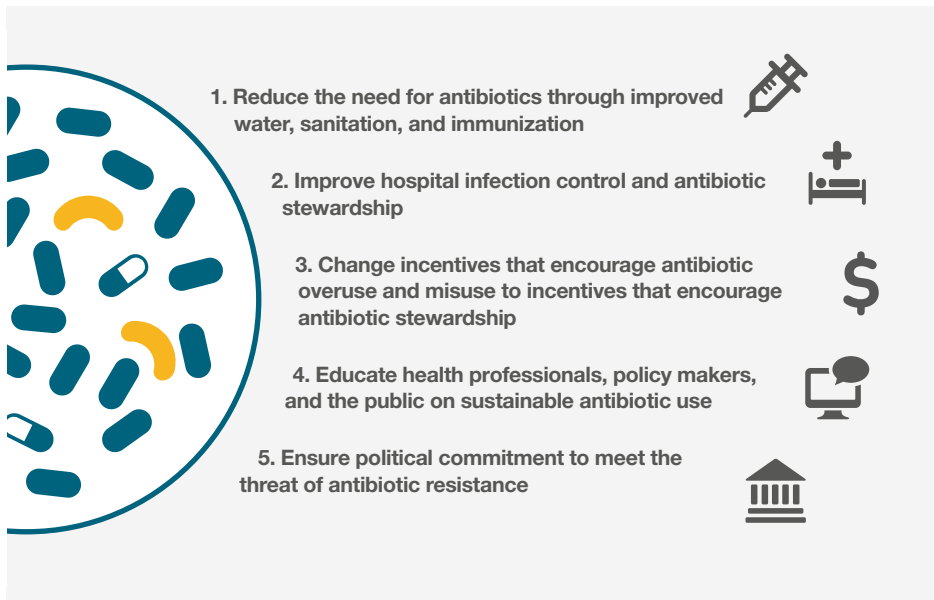 1. Reduce the need for antibiotics through improved
water, sanitation, and immunization
2. Improve hospital infection control and antibiotic
stewardship
3. Change incentives that encourage antibiotic
overuse and misuse to incentives that encourage
antibiotic stewardship
4. Educate health professionals, policy makers,
and the public on sustainable antibiotic use
5. Ensure political commitment to meet the
threat of antibiotic resistance